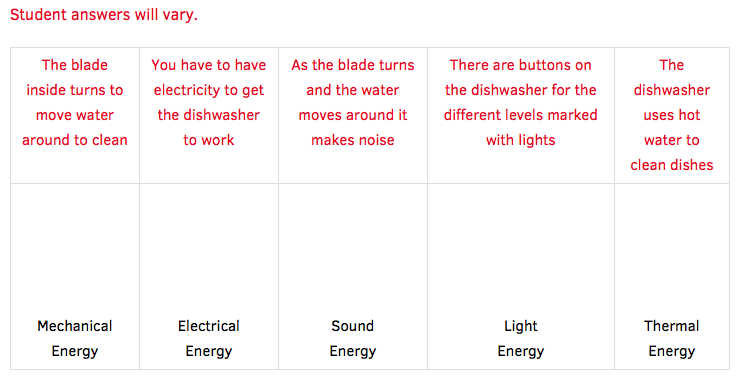 Student answers will vary.
The blade
inside turns to
move water
around to clean
You have to have
electricity to get
the dishwasher
to work
As the blade turns
and the water
moves around it
makes noise
There are buttons on
the dishwasher for the
different levels marked
with lights
The
dishwasher
uses hot
water to
clean dishes
Mechanical
Energy
Electrical
Energy
Sound
Energy
Light
Energy
Thermal
Energy